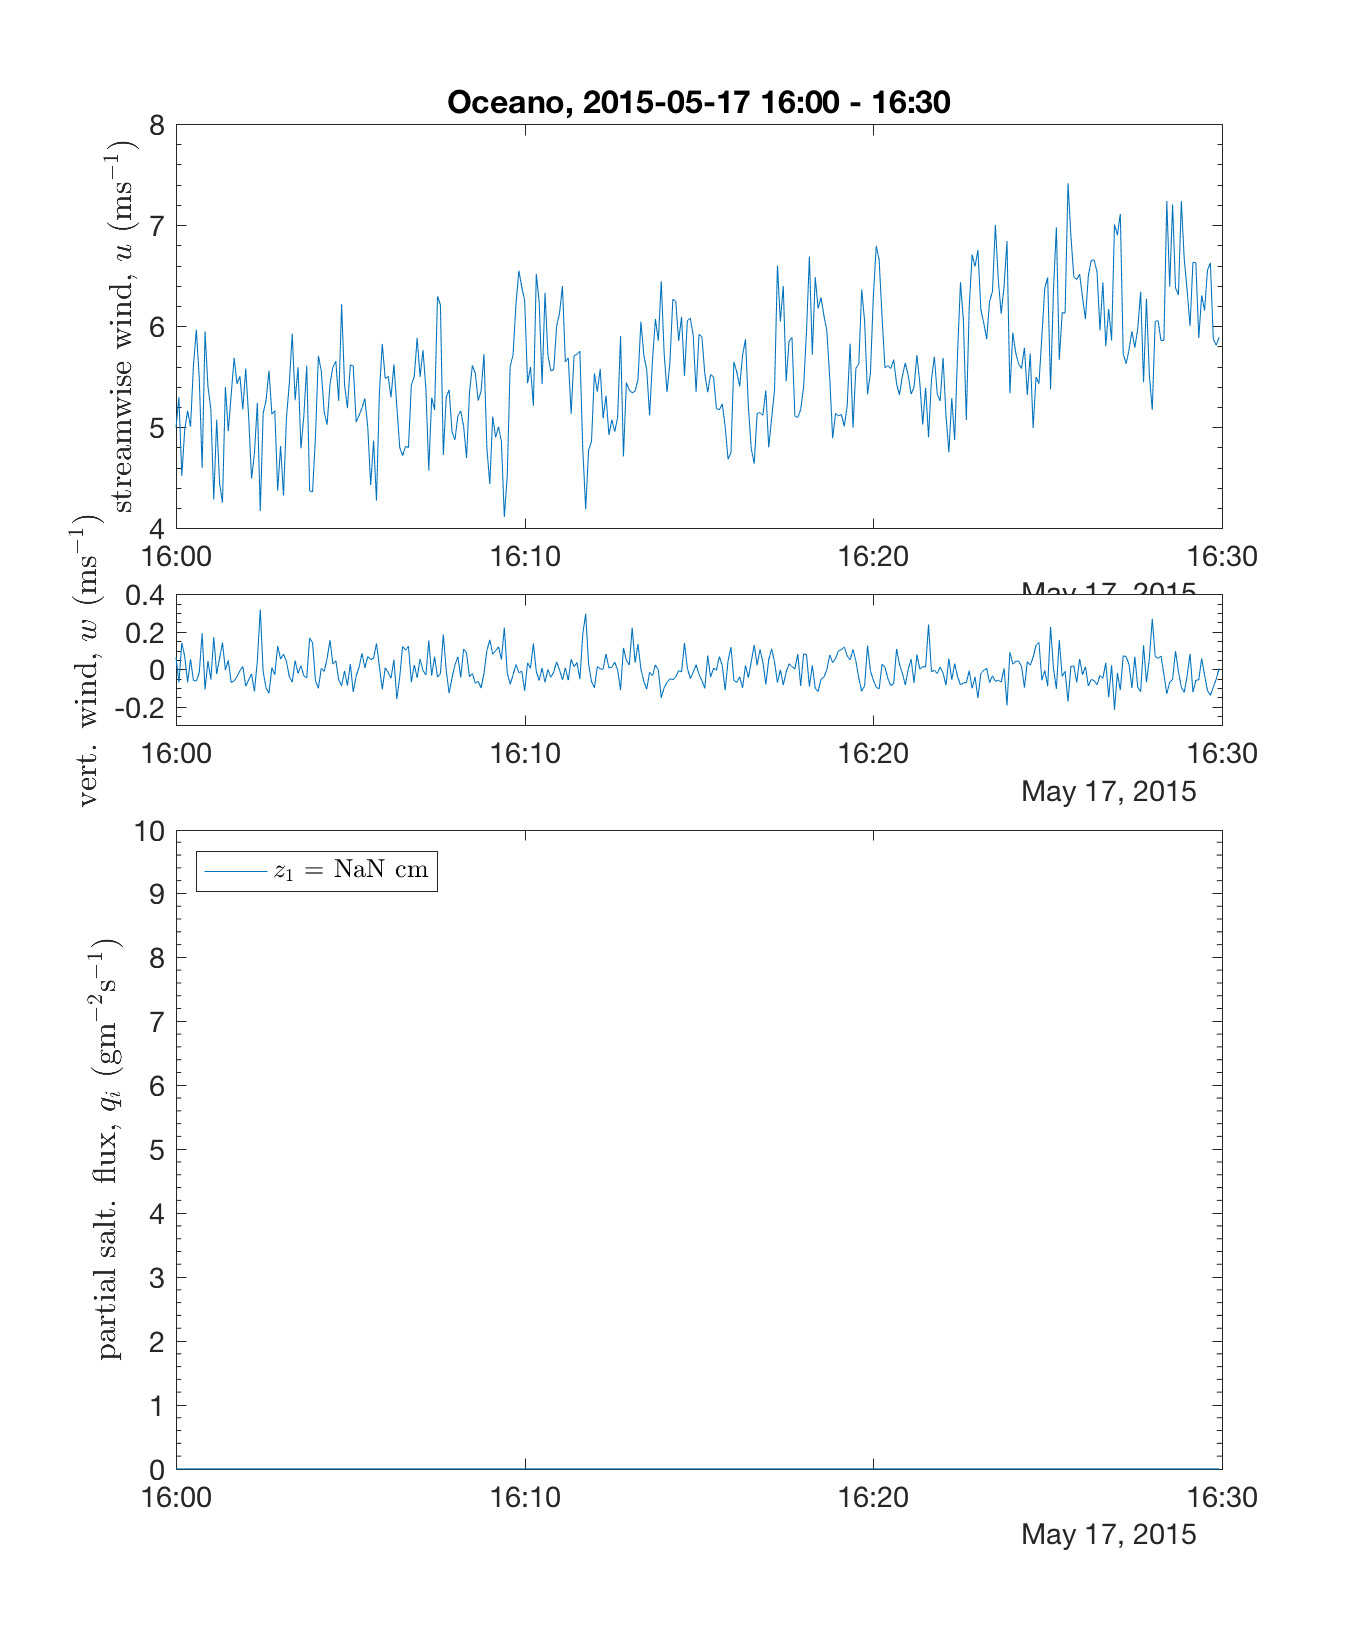 Oceano, 2015-05-17 16:00 - 16:30
streamwise wind, u (ms⁻¹)
8
7
6
5
4
16:00 16:10 16:20 16:30
May 17, 2015
vert. wind, w (ms⁻¹)
0.4
0.2
0
-0.2
16:00 16:10 16:20 16:30
May 17, 2015
partial salt. flux, qᵢ (gm⁻²s⁻¹)
10
9
8
7
6
5
4
3
2
1
0
z₁ = NaN cm
16:00 16:10 16:20 16:30
May 17, 2015